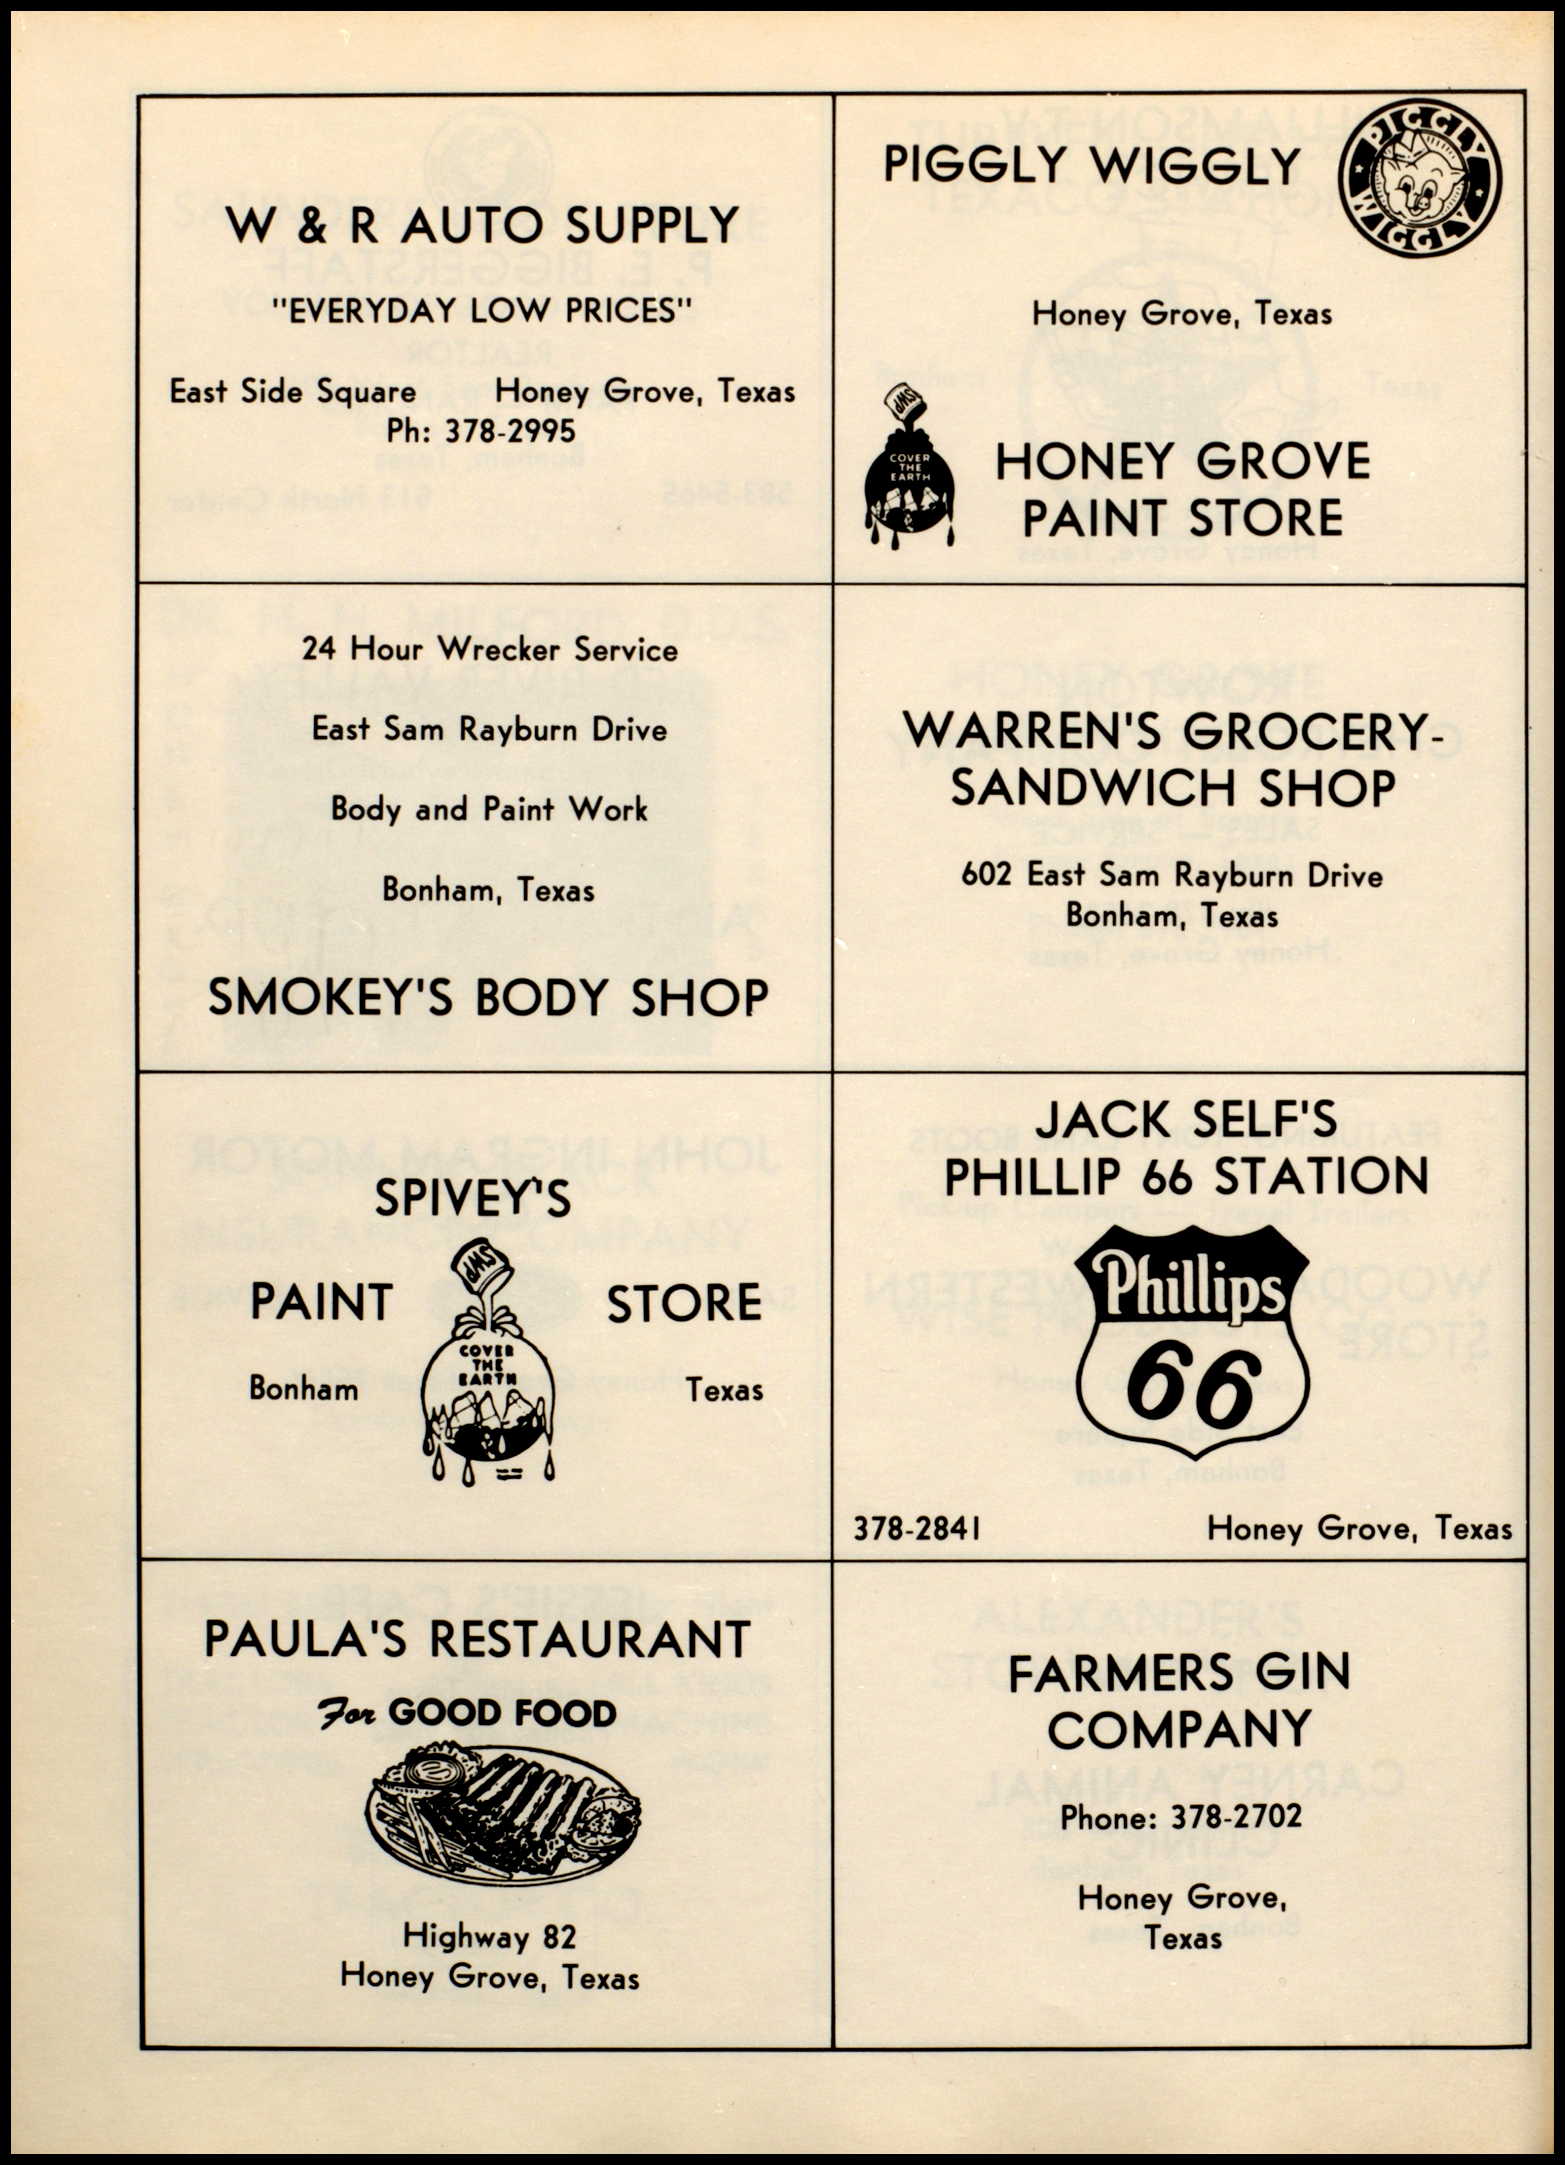 W & R AUTO SUPPLY
"EVERYDAY LOW PRICES"
East Side Square Honey Grove, Texas
Ph: 378-2995
PIGGLY WIGGLY
PIGGLY
WIGGLY
Honey Grove, Texas
SWP
COVER
THE
EARTH
HONEY GROVE
PAINT STORE
24 Hour Wrecker Service
East Sam Rayburn Drive
Body and Paint Work
Bonham, Texas
SMOKEY'S BODY SHOP
WARREN'S GROCERY-
SANDWICH SHOP
602 East Sam Rayburn Drive
Bonham, Texas
SPIVEY'S
SWP
PAINT STORE
COVER
THE
EARTH
Bonham Texas
JACK SELF'S
PHILLIP 66 STATION
Phillips
66
378-2841 Honey Grove, Texas
PAULA'S RESTAURANT
For GOOD FOOD
Highway 82
Honey Grove, Texas
FARMERS GIN
COMPANY
Phone: 378-2702
Honey Grove,
Texas